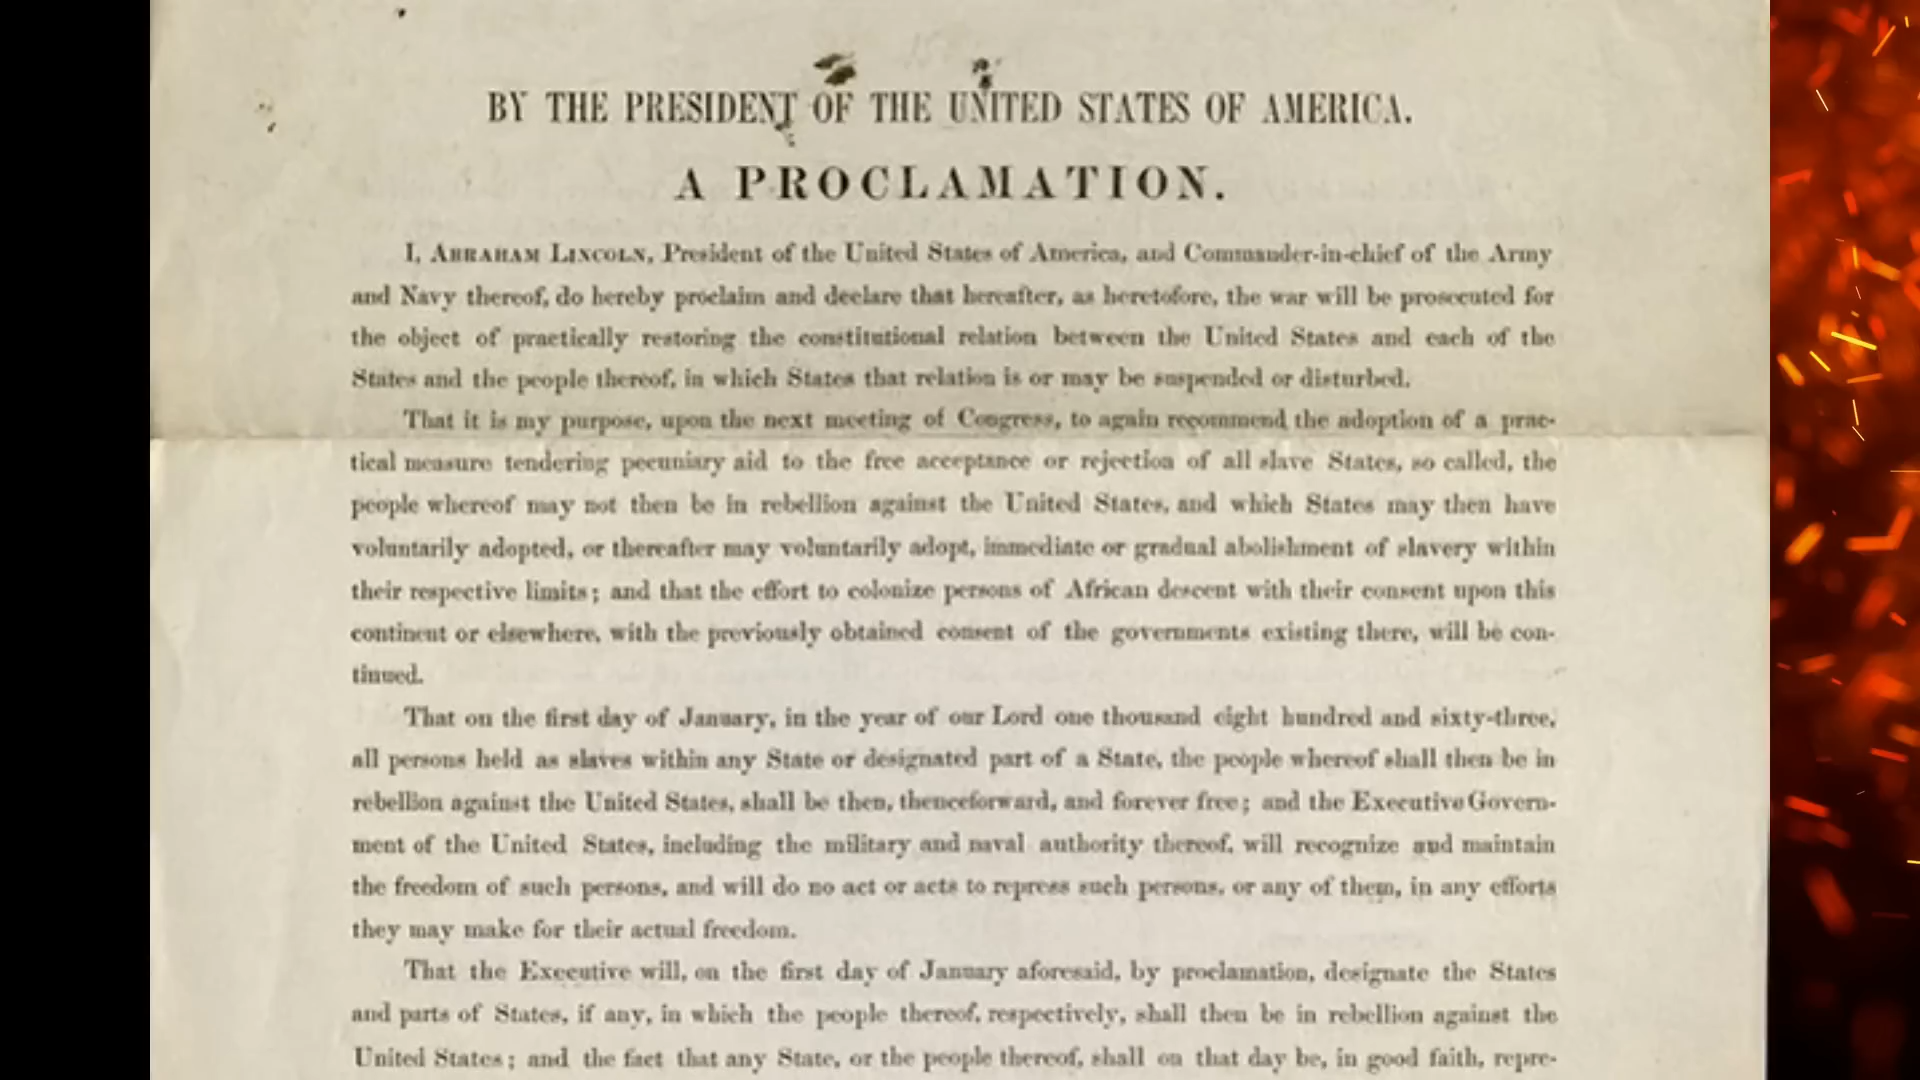 BY THE PRESIDENT OF THE UNITED STATES OF AMERICA.
A PROCLAMATION.
I, ABRAHAM LINCOLN, President of the United States of America, and Commander-in-chief of the Army
and Navy thereof, do hereby proclaim and declare that hereafter, as heretofore, the war will be prosecuted for
the object of practically restoring the constitutional relation between the United States and each of the
States and the people thereof, in which States that relation is or may be suspended or disturbed.
That it is my purpose, upon the next meeting of Congress, to again recommend the adoption of a prac-
tical measure tendering pecuniary aid to the free acceptance or rejection of all slave States, so called, the
people whereof may not then be in rebellion against the United States, and which States may then have
voluntarily adopted, or thereafter may voluntarily adopt, immediate or gradual abolishment of slavery within
their respective limits; and that the effort to colonize persons of African descent with their consent upon this
continent or elsewhere, with the previously obtained consent of the governments existing there, will be con-
tinued.
That on the first day of January, in the year of our Lord one thousand eight hundred and sixty-three,
all persons held as slaves within any State or designated part of a State, the people whereof shall then be in
rebellion against the United States, shall be then, thenceforward, and forever free; and the Executive Govern-
ment of the United States, including the military and naval authority thereof, will recognize and maintain
the freedom of such persons, and will do no act or acts to repress such persons, or any of them, in any efforts
they may make for their actual freedom.
That the Executive will, on the first day of January aforesaid, by proclamation, designate the States
and parts of States, if any, in which the people thereof, respectively, shall then be in rebellion against the
United States; and the fact that any State, or the people thereof, shall on that day be, in good faith, repre-